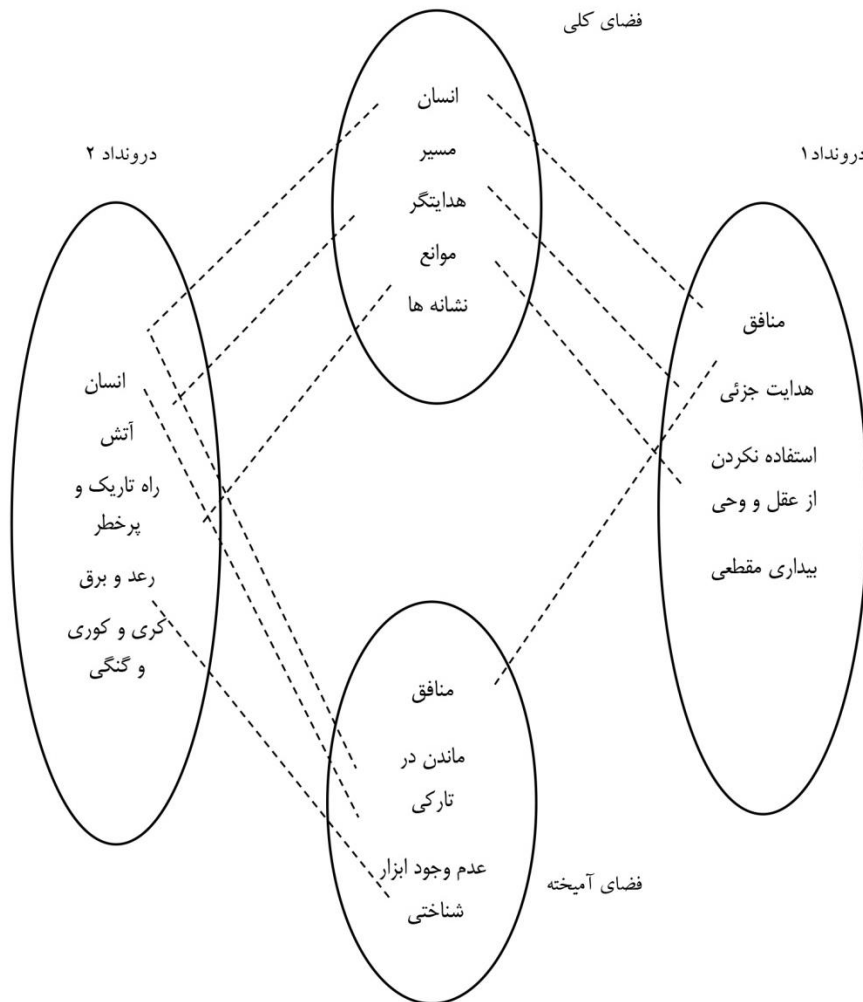 فضای کلی
انسان
مسیر
هدایتگر
موانع
نشانه ها
درونداد۱
منافق
هدایت جزئی
استفاده نکردن
از عقل و وحی
بیداری مقطعی
درونداد ۲
انسان
آتش
راه تاریک و
پرخطر
رعد و برق
کری و کوری
و گنگی
منافق
ماندن در
تارکی
عدم وجود ابزار
شناختی
فضای آمیخته